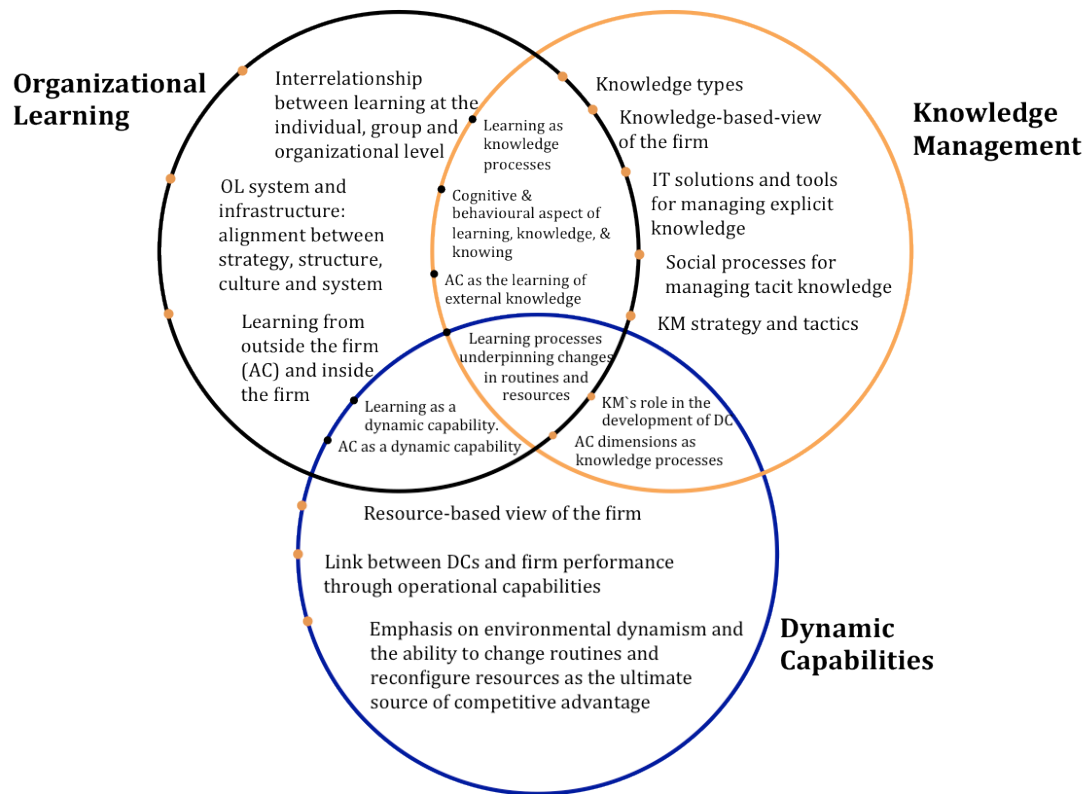 Organizational
Learning
Interrelationship
between learning at the
individual, group and
organizational level
OL system and
infrastructure:
alignment between
strategy, structure,
culture and system
Learning from
outside the firm
(AC) and inside
the firm
Learning as
knowledge
processes
Cognitive &
behavioural aspect of
learning, knowledge, &
knowing
AC as the learning of
external knowledge
Knowledge types
Knowledge-based-view
of the firm
IT solutions and tools
for managing explicit
knowledge
Social processes for
managing tacit knowledge
KM strategy and tactics
Knowledge
Management
Learning processes
underpinning changes
in routines and
resources
Learning as a
dynamic capability.
AC as a dynamic capability
KM`s role in the
development of DC
AC dimensions as
knowledge processes
Resource-based view of the firm
Link between DCs and firm performance
through operational capabilities
Emphasis on environmental dynamism and
the ability to change routines and
reconfigure resources as the ultimate
source of competitive advantage
Dynamic
Capabilities